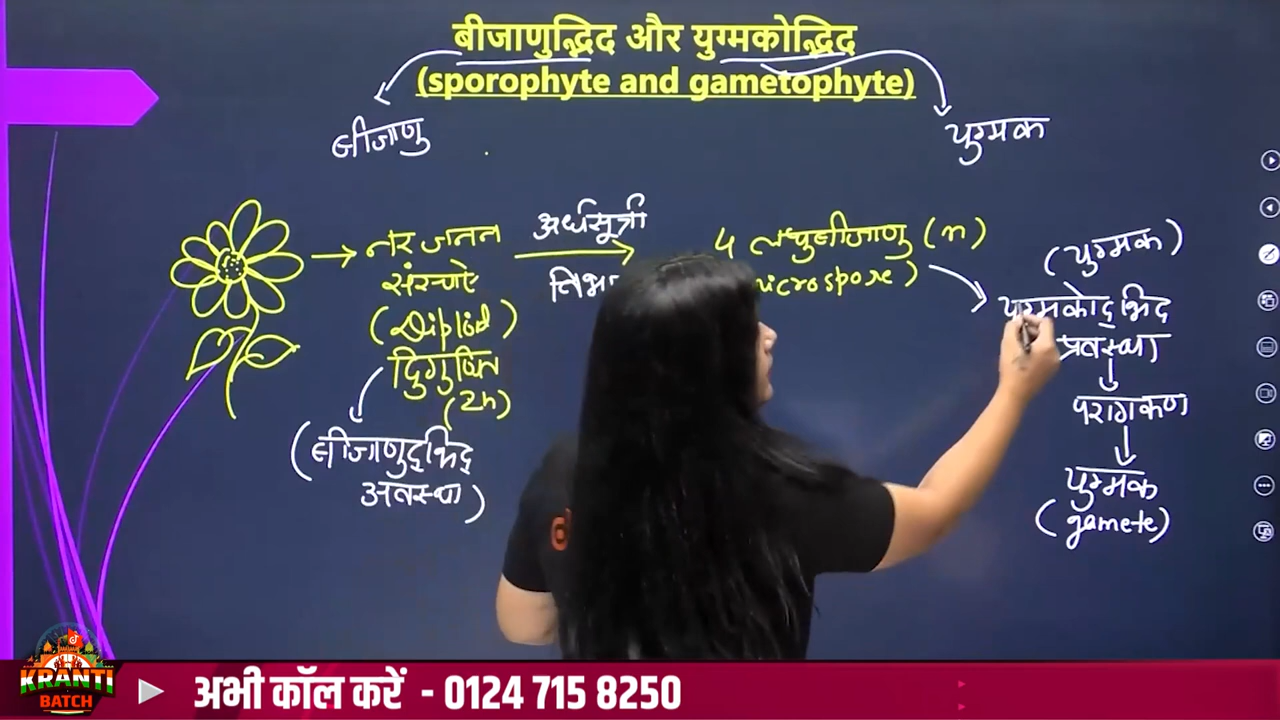 बीजाणुद्भिद और युग्मकोद्भिद
(sporophyte and gametophyte)
बीजाणु
युग्मक
नर जनन
संरचनाएँ
(Diploid)
द्विगुणित
(2n)
(बीजाणुद्भिद्
अवस्था)
अर्धसूत्री
4 लघुबीजाणु (n)
(युग्मक)
युग्मकोद्भिद
अवस्था
परागकण
युग्मक
(gamete)
KRANTI
BATCH
अभी कॉल करें - 0124 715 8250